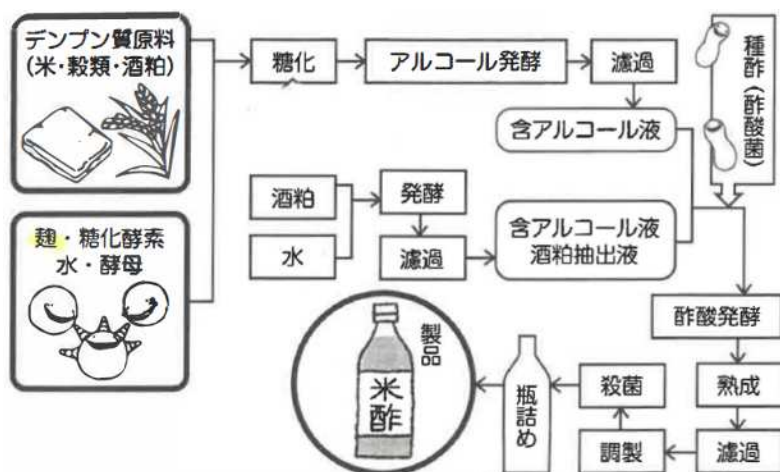 デンプン質原料
(米・穀類・酒粕)
糖化
アルコール発酵
濾過
含アルコール液
種酢(酢酸菌)
麹・糖化酵素
水・酵母
酒粕
水
発酵
濾過
含アルコール液
酒粕抽出液
酢酸発酵
熟成
濾過
調製
殺菌
瓶詰め
製品
米酢